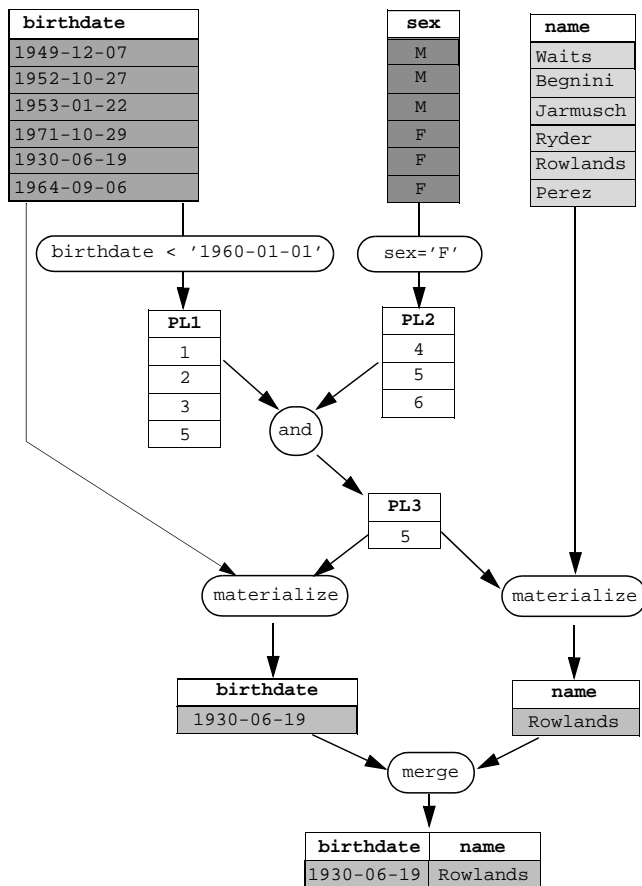 birthdate
1949-12-07
1952-10-27
1953-01-22
1971-10-29
1930-06-19
1964-09-06
sex
M
M
M
F
F
F
name
Waits
Begnini
Jarmusch
Ryder
Rowlands
Perez
birthdate < '1960-01-01'
sex='F'
PL1
1
2
3
5
PL2
4
5
6
and
PL3
5
materialize
materialize
birthdate
1930-06-19
name
Rowlands
merge
birthdate name
1930-06-19 Rowlands